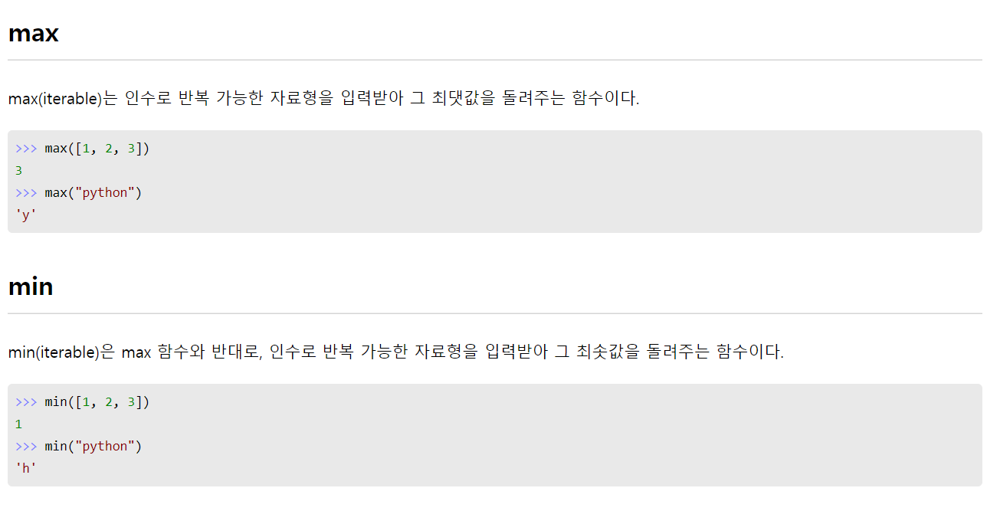 max
max(iterable)는 인수로 반복 가능한 자료형을 입력받아 그 최댓값을 돌려주는 함수이다.
>>> max([1, 2, 3])
3
>>> max("python")
'y'
min
min(iterable)은 max 함수와 반대로, 인수로 반복 가능한 자료형을 입력받아 그 최솟값을 돌려주는 함수이다.
>>> min([1, 2, 3])
1
>>> min("python")
'h'